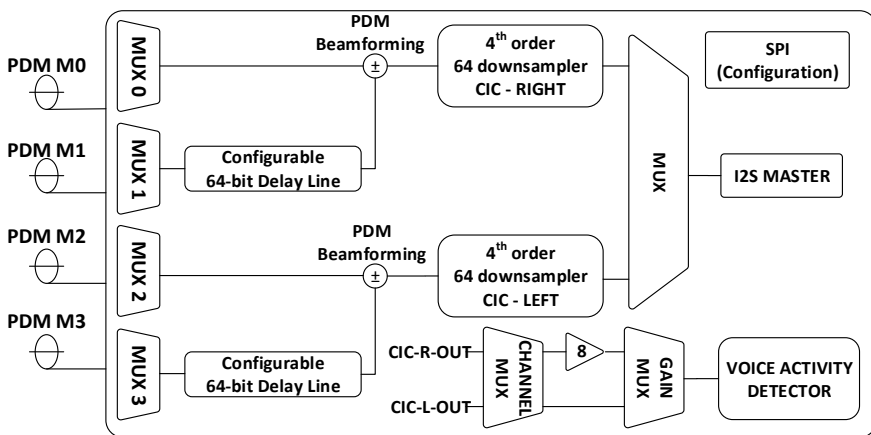 PDM M0
MUX 0
PDM
Beamforming
±
4th order
64 downsampler
CIC - RIGHT
SPI
(Configuration)
PDM M1
MUX 1
Configurable
64-bit Delay Line
MUX
I2S MASTER
PDM M2
MUX 2
PDM
Beamforming
±
4th order
64 downsampler
CIC - LEFT
PDM M3
MUX 3
Configurable
64-bit Delay Line
CIC-R-OUT
CIC-L-OUT
CHANNEL
MUX
8
GAIN
MUX
VOICE ACTIVITY
DETECTOR